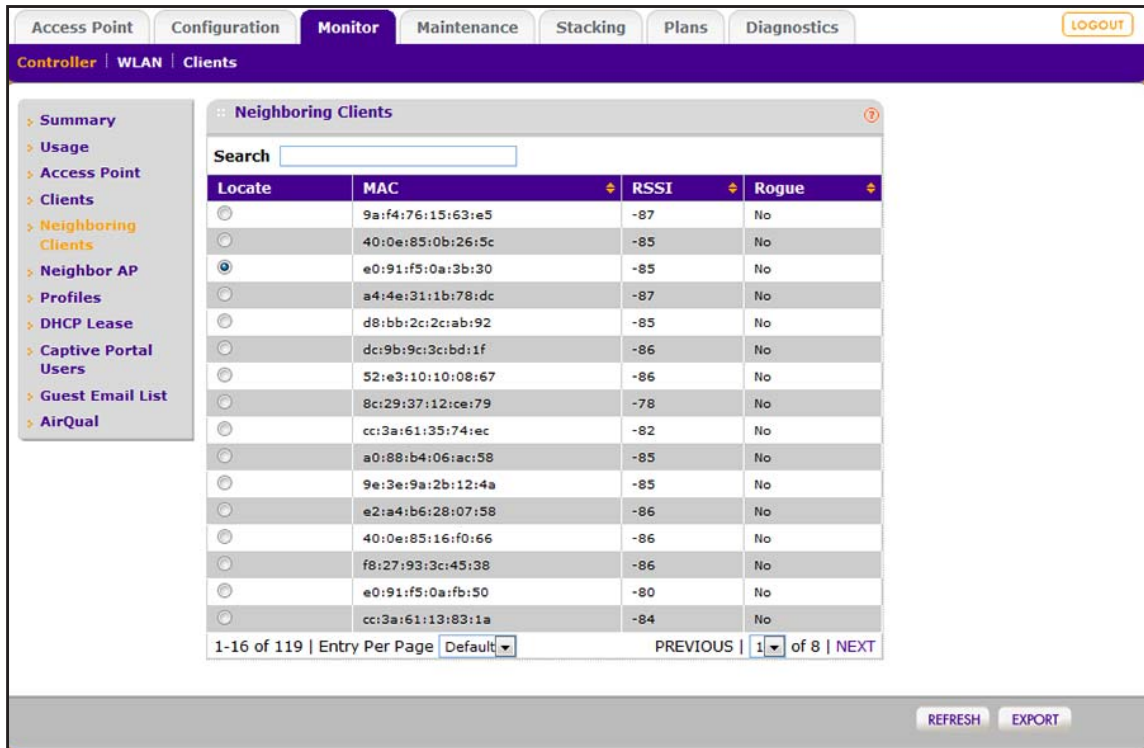 Access Point Configuration Monitor Maintenance Stacking Plans Diagnostics LOGOUT
Controller | WLAN | Clients
Summary
Usage
Access Point
Clients
Neighboring
Clients
Neighbor AP
Profiles
DHCP Lease
Captive Portal
Users
Guest Email List
AirQual
Neighboring Clients ?
Search
Locate MAC RSSI Rogue
9a:f4:76:15:63:e5 -87 No
40:0e:85:0b:26:5c -85 No
e0:91:f5:0a:3b:30 -85 No
a4:4e:31:1b:78:dc -87 No
d8:bb:2c:2c:ab:92 -85 No
dc:9b:9c:3c:bd:1f -86 No
52:e3:10:10:08:67 -86 No
8c:29:37:12:ce:79 -78 No
cc:3a:61:35:74:ec -82 No
a0:88:b4:06:ac:58 -85 No
9e:3e:9a:2b:12:4a -85 No
e2:a4:b6:28:07:58 -86 No
40:0e:85:16:f0:66 -86 No
f8:27:93:3c:45:38 -86 No
e0:91:f5:0a:fb:50 -80 No
cc:3a:61:13:83:1a -84 No
1-16 of 119 | Entry Per Page Default PREVIOUS | 1 of 8 | NEXT
REFRESH EXPORT